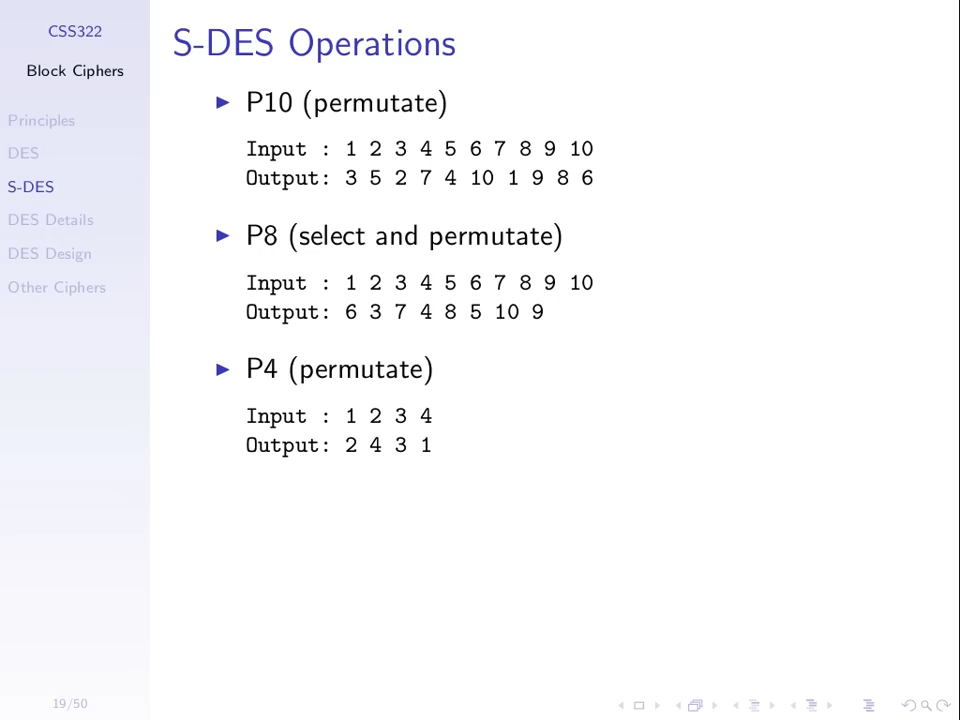 CSS322
Block Ciphers
Principles
DES
S-DES
DES Details
DES Design
Other Ciphers
19/50
S-DES Operations
P10 (permutate)
Input : 1 2 3 4 5 6 7 8 9 10
Output: 3 5 2 7 4 10 1 9 8 6
P8 (select and permutate)
Input : 1 2 3 4 5 6 7 8 9 10
Output: 6 3 7 4 8 5 10 9
P4 (permutate)
Input : 1 2 3 4
Output: 2 4 3 1